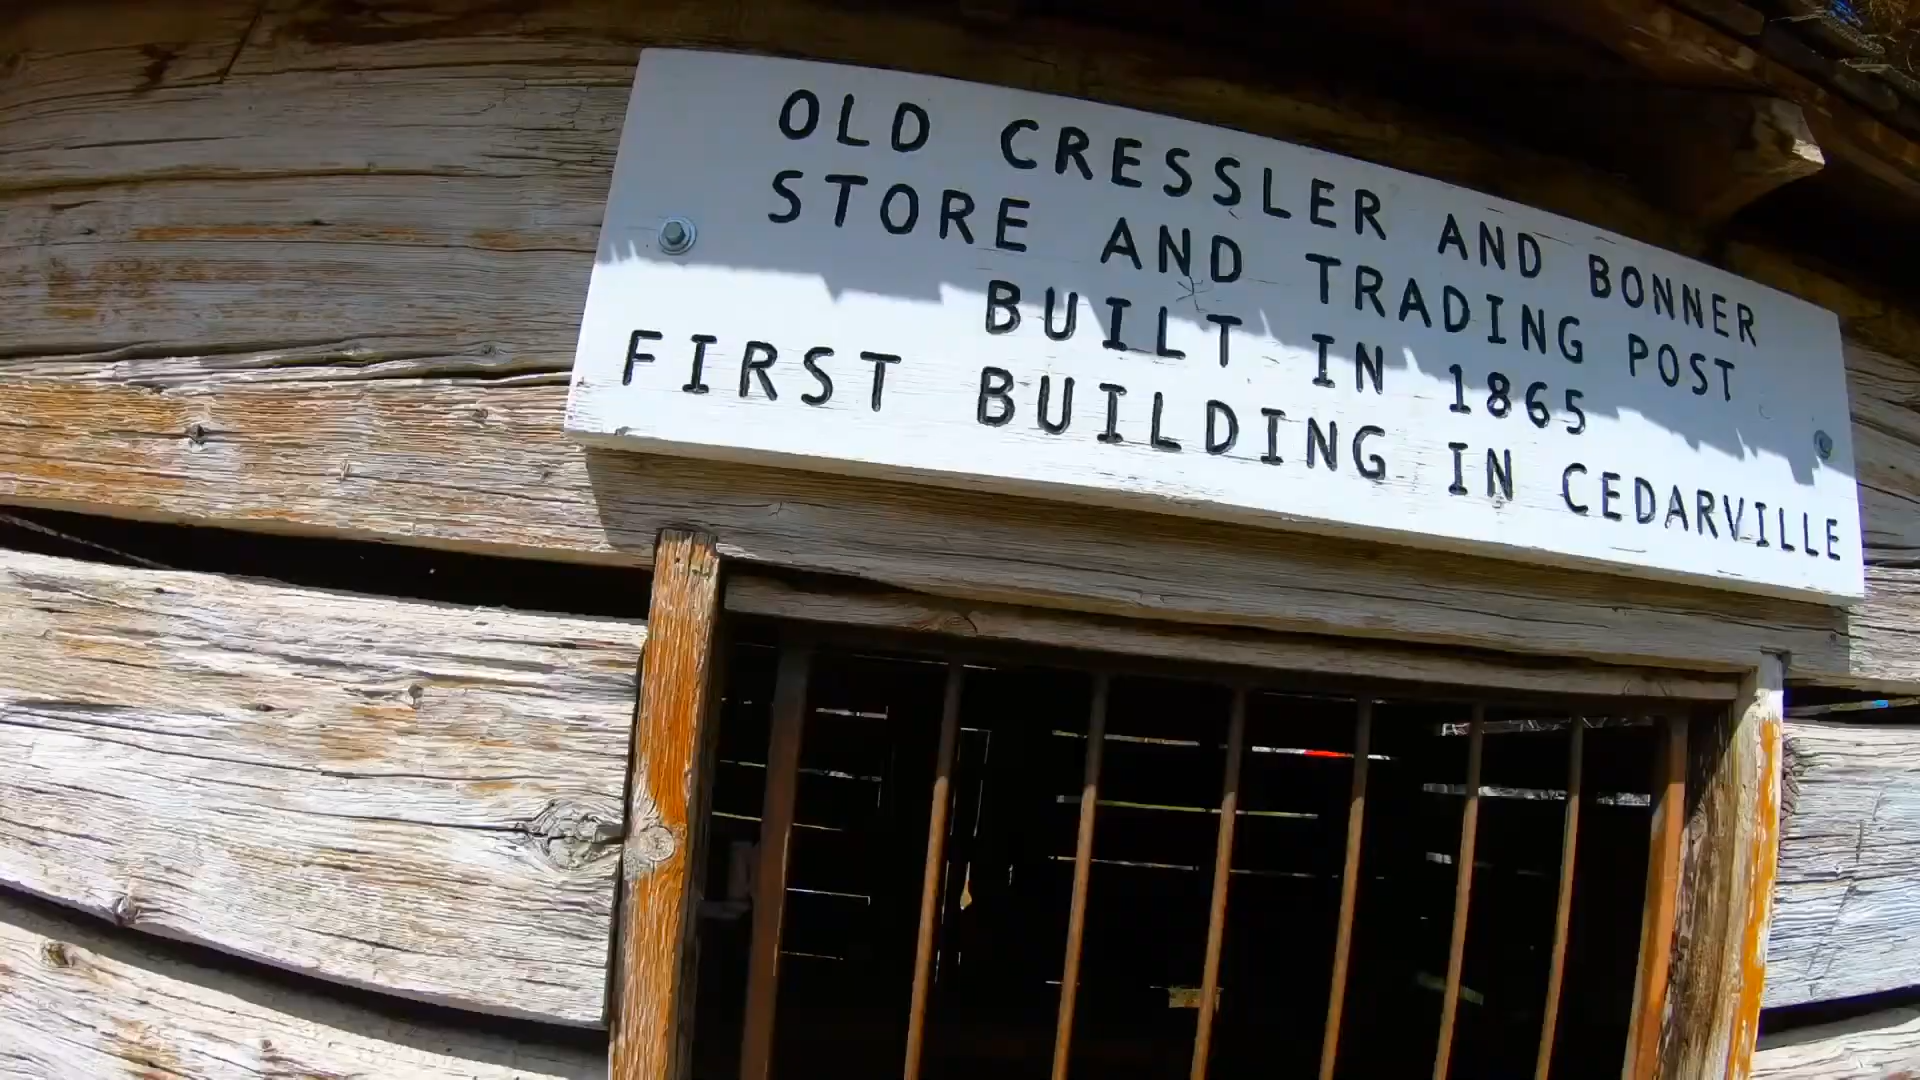 OLD CRESSLER AND BONNER
STORE AND TRADING POST
BUILT IN 1865
FIRST BUILDING IN CEDARVILLE